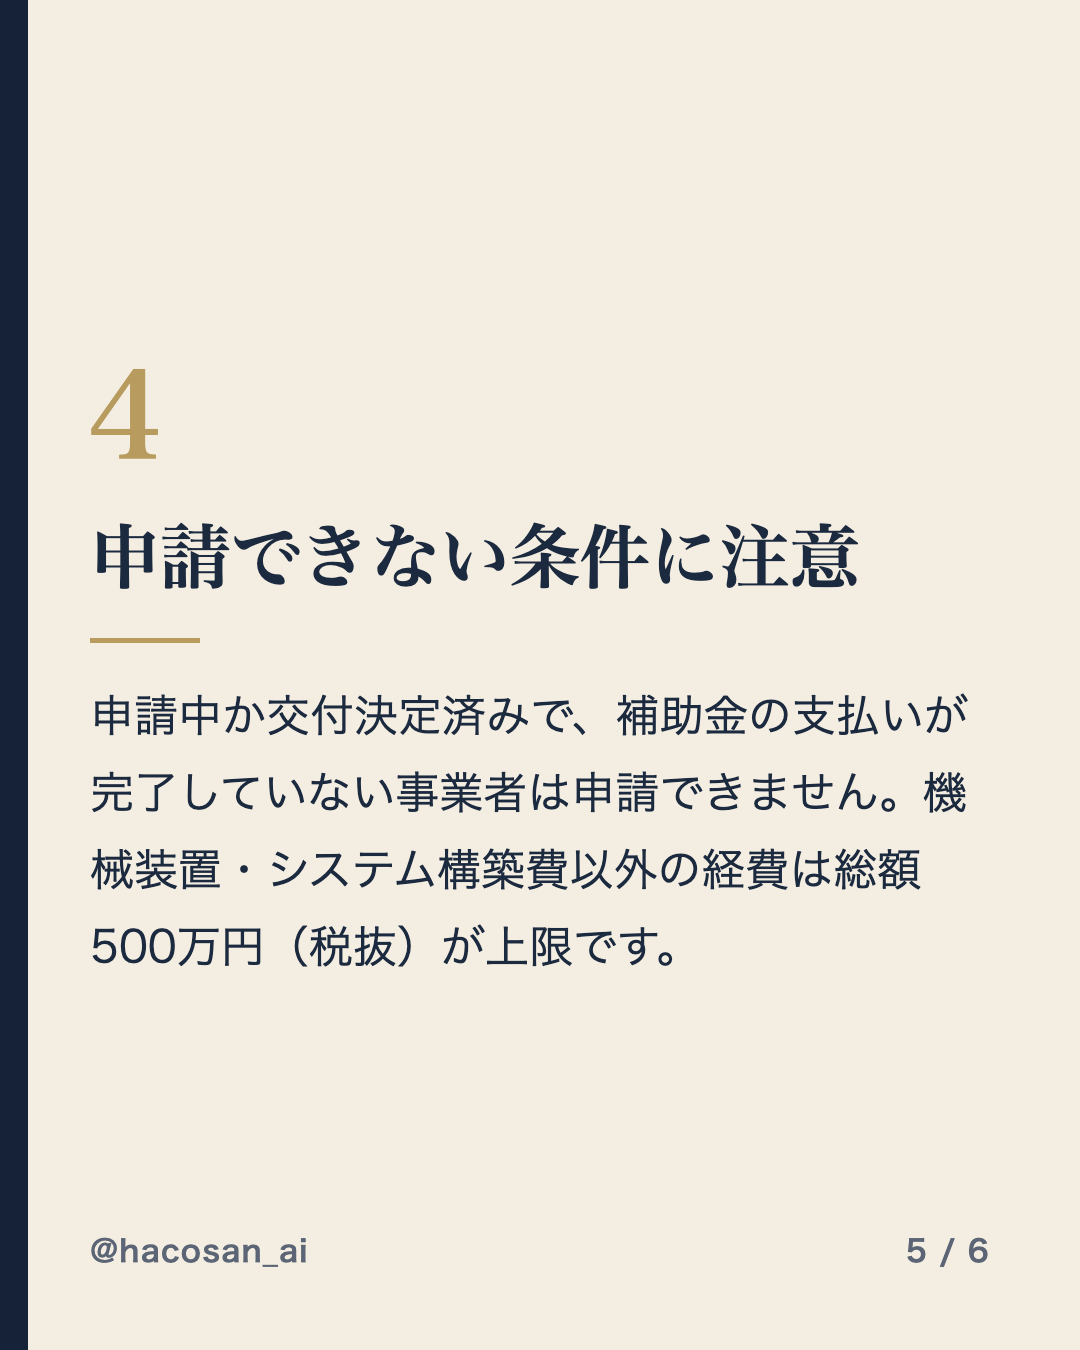 4
申請できない条件に注意
申請中か交付決定済みで、補助金の支払いが
完了していない事業者は申請できません。機
械装置・システム構築費以外の経費は総額
500万円（税抜）が上限です。
@hacosan_ai
5 / 6